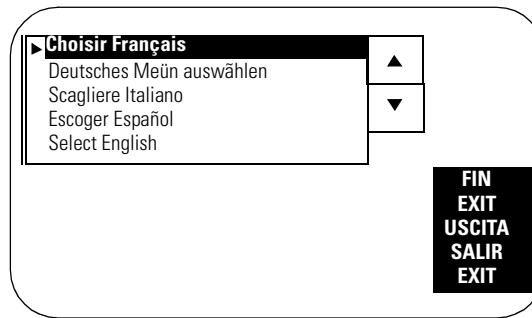 Choisir Français
Deutsches Meün auswählen
Scagliere Italiano
Escoger Español
Select English
FIN
EXIT
USCITA
SALIR
EXIT